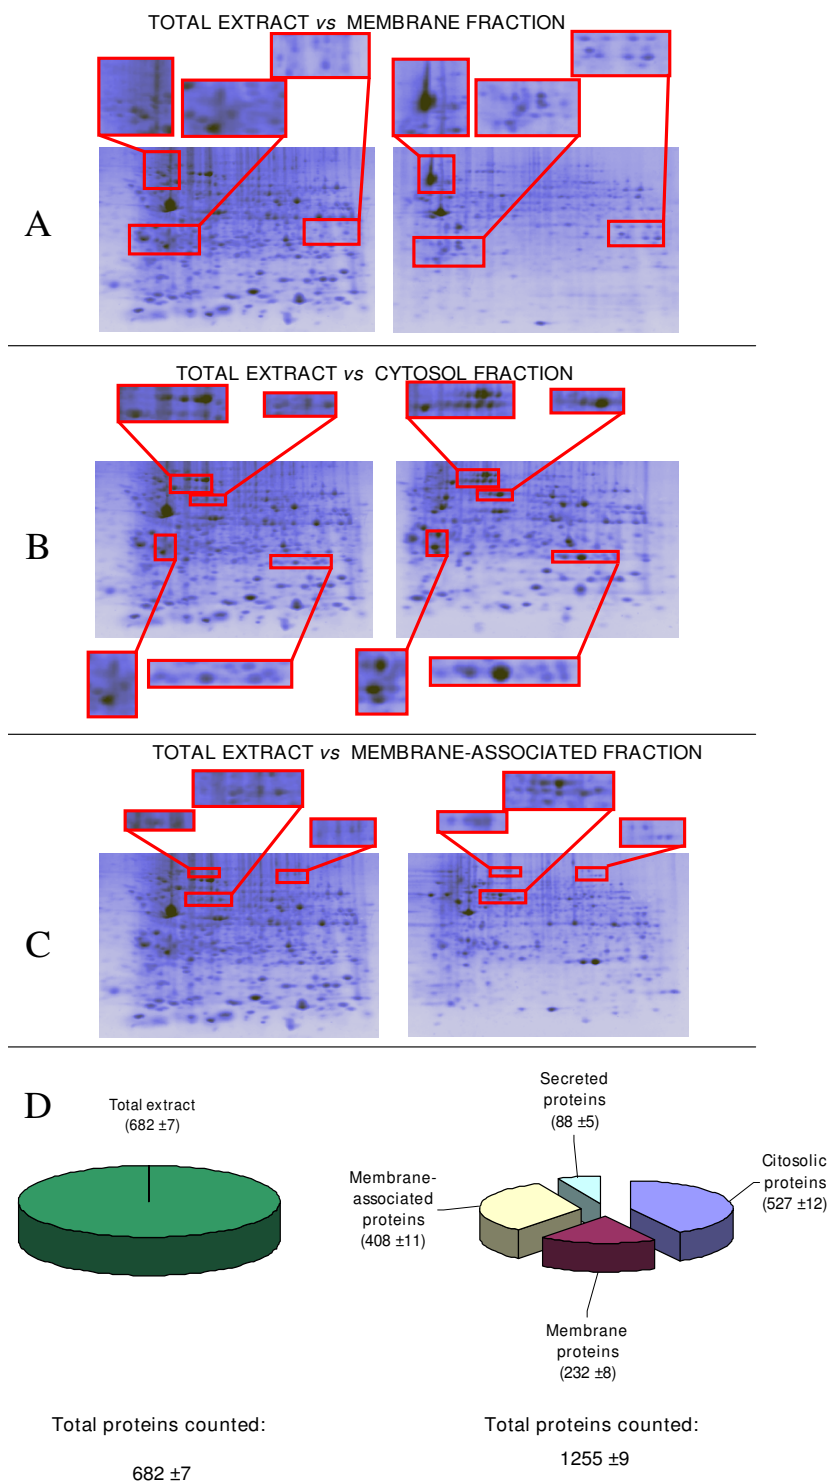 TOTAL EXTRACT vs MEMBRANE FRACTION
A
TOTAL EXTRACT vs CYTOSOL FRACTION
B
TOTAL EXTRACT vs MEMBRANE-ASSOCIATED FRACTION
C
D
Total extract
(682 ±7)
Secreted
proteins
(88 ±5)
Membrane-
associated
proteins
(408 ±11)
Citosolic
proteins
(527 ±12)
Membrane
proteins
(232 ±8)
Total proteins counted:
682 ±7
Total proteins counted:
1255 ±9